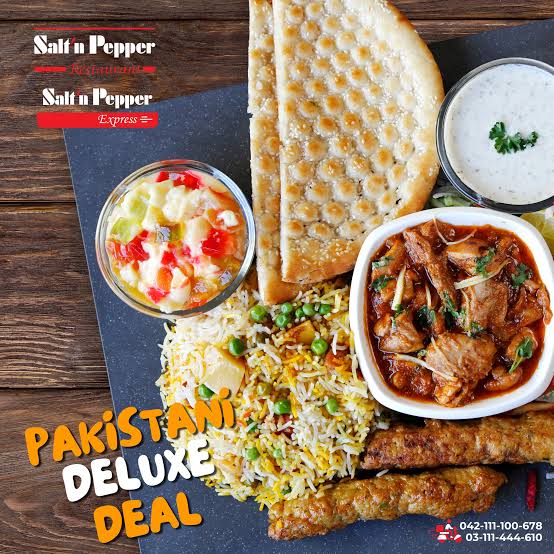 Salt'n Pepper
Restaurant
Salt'n Pepper
Express
PAKiSTANi
DELUXE
DEAL
042-111-100-678
03-111-444-610